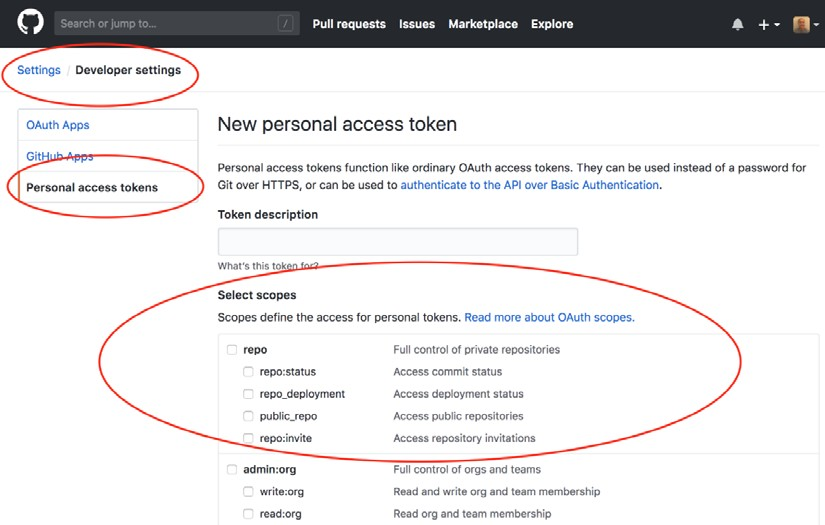 Search or jump to... / Pull requests Issues Marketplace Explore
Settings / Developer settings
OAuth Apps
GitHub Apps
Personal access tokens
New personal access token
Personal access tokens function like ordinary OAuth access tokens. They can be used instead of a password for
Git over HTTPS, or can be used to authenticate to the API over Basic Authentication.
Token description
What's this token for?
Select scopes
Scopes define the access for personal tokens. Read more about OAuth scopes.
repo Full control of private repositories
repo:status Access commit status
repo_deployment Access deployment status
public_repo Access public repositories
repo:invite Access repository invitations
admin:org Full control of orgs and teams
write:org Read and write org and team membership
read:org Read org and team membership